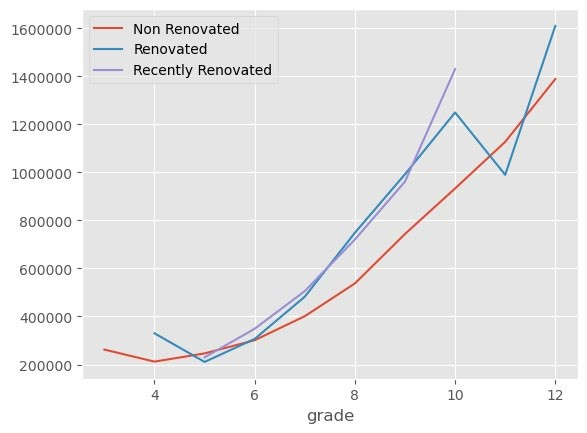 Non Renovated
Renovated
Recently Renovated
1600000
1400000
1200000
1000000
800000
600000
400000
200000
4 6 8 10 12
grade